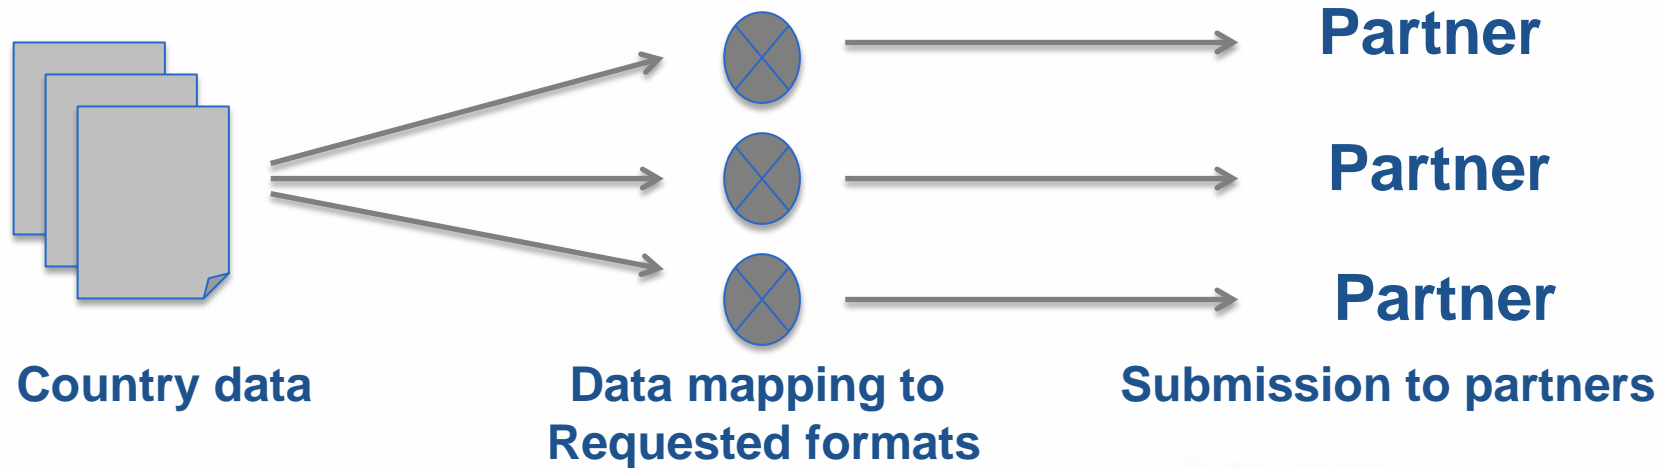 Partner
Partner
Partner
Country data
Data mapping to
Requested formats
Submission to partners